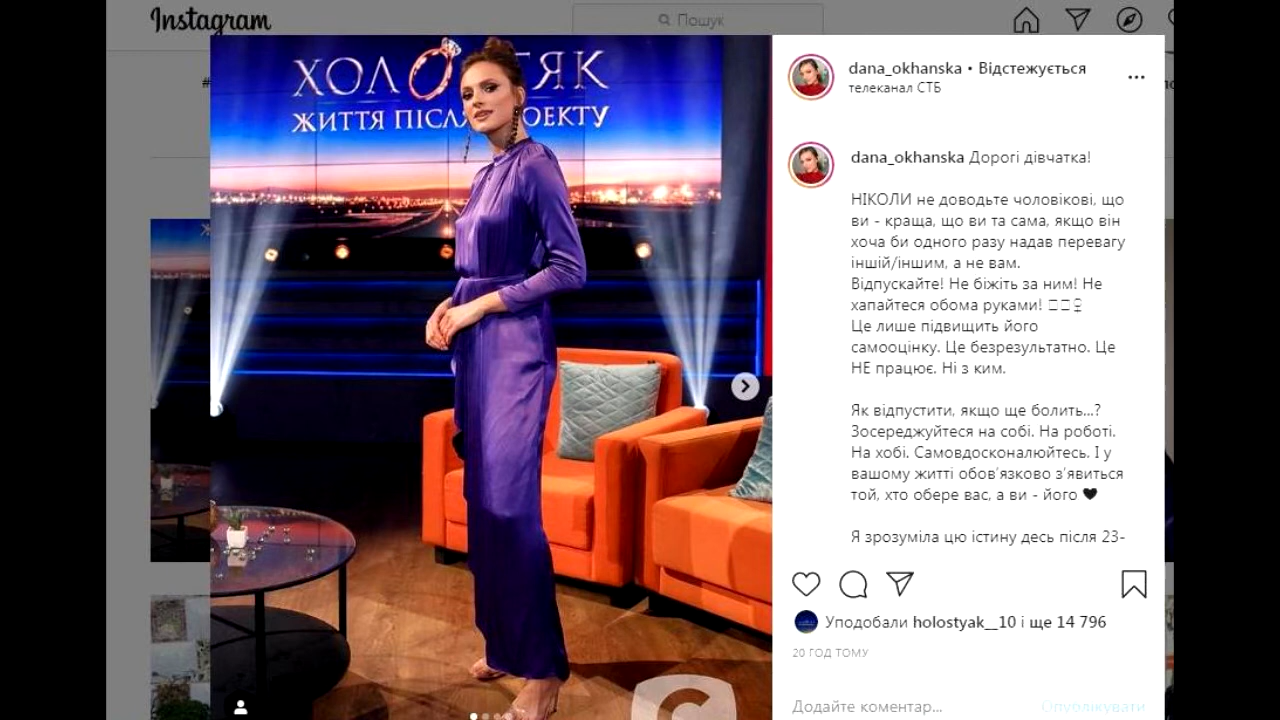 Instagram
Пошук
ХОЛ ТЯК
ЖИТТЯ ПІСЛЯ ПРОЕКТУ
dana_okhanska • Відстежується
телеканал СТБ
dana_okhanska Дорогі дівчатка!
НІКОЛИ не доводьте чоловікові, що
ви - краща, що ви та сама, якщо він
хоча би одного разу надав перевагу
іншій/іншим, а не вам.
Відпускайте! Не біжіть за ним! Не
хапайтеся обома руками!
Це лише підвищить його
самооцінку. Це безрезультатно. Це
НЕ працює. Ні з ким.
Як відпустити, якщо ще болить...?
Зосереджуйтеся на собі. На роботі.
На хобі. Самовдосконалюйтесь. І у
вашому житті обов'язково з'явиться
той, хто обере вас, а ви - його 🖤
Я зрозуміла цю істину десь після 23-
Уподобали holostyak__10 і ще 14 796
20 ГОД ТОМУ
Додайте коментар... Опублікувати